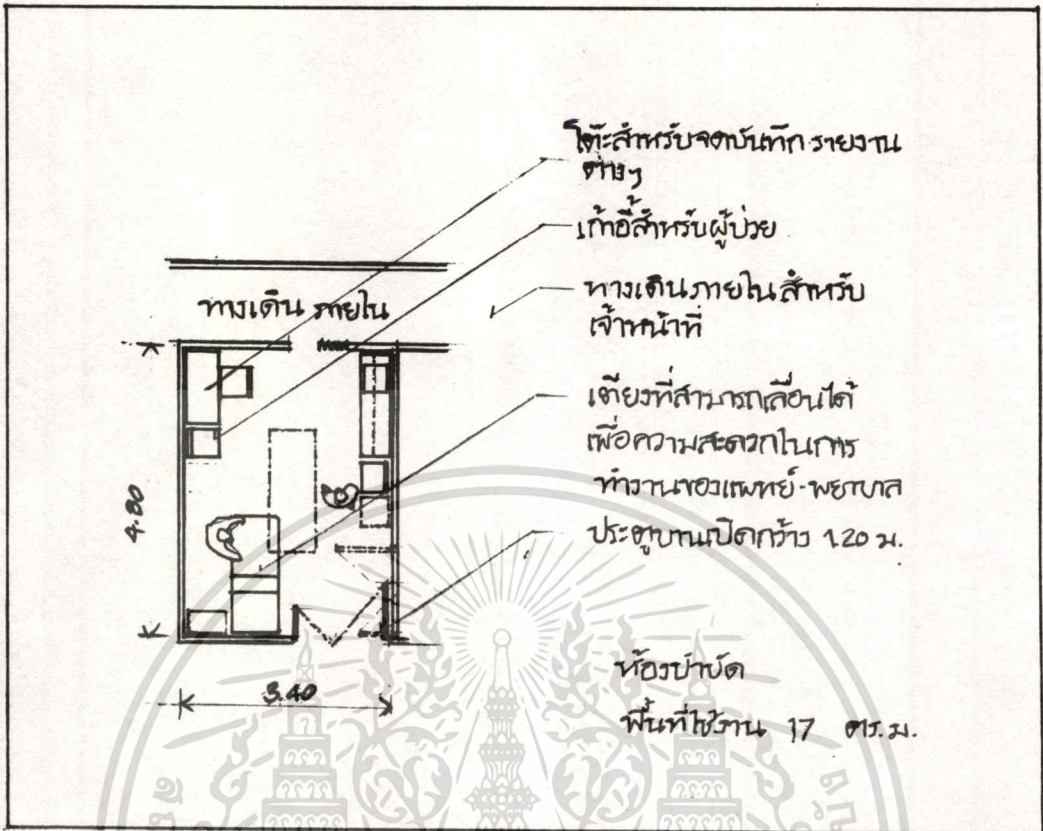 โต๊ะสำหรับจดบันทึก รายงาน
ต่างๆ
เก้าอี้สำหรับผู้ป่วย
ทางเดินภายใน สำหรับ
เจ้าหน้าที่
ทางเดิน ภายใน
เตียงที่สามารถเลื่อนได้
เพื่อความสะดวกในการ
ทำงานของแพทย์-พยาบาล
ประตูบานเปิดกว้าง 1.20 ม.
4.80
3.40
ห้องบำบัด
พื้นที่ใช้งาน 17 ตร.ม.